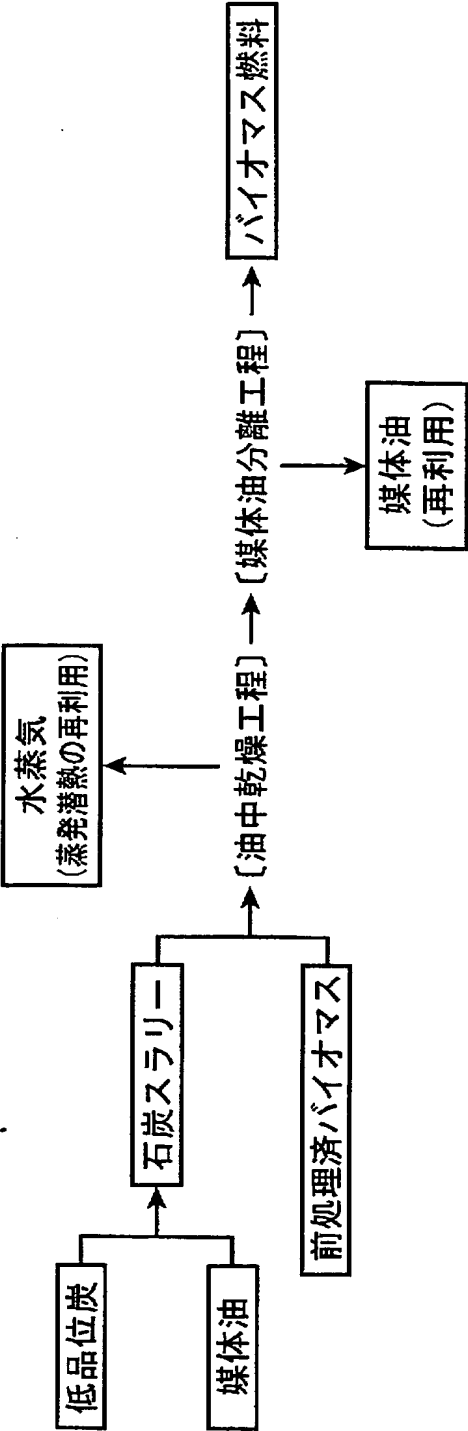 低品位炭
媒体油
石炭スラリー
前処理済バイオマス
水蒸気
(蒸発潜熱の再利用)
〔油中乾燥工程〕
〔媒体油分離工程〕
媒体油
(再利用)
バイオマス燃料